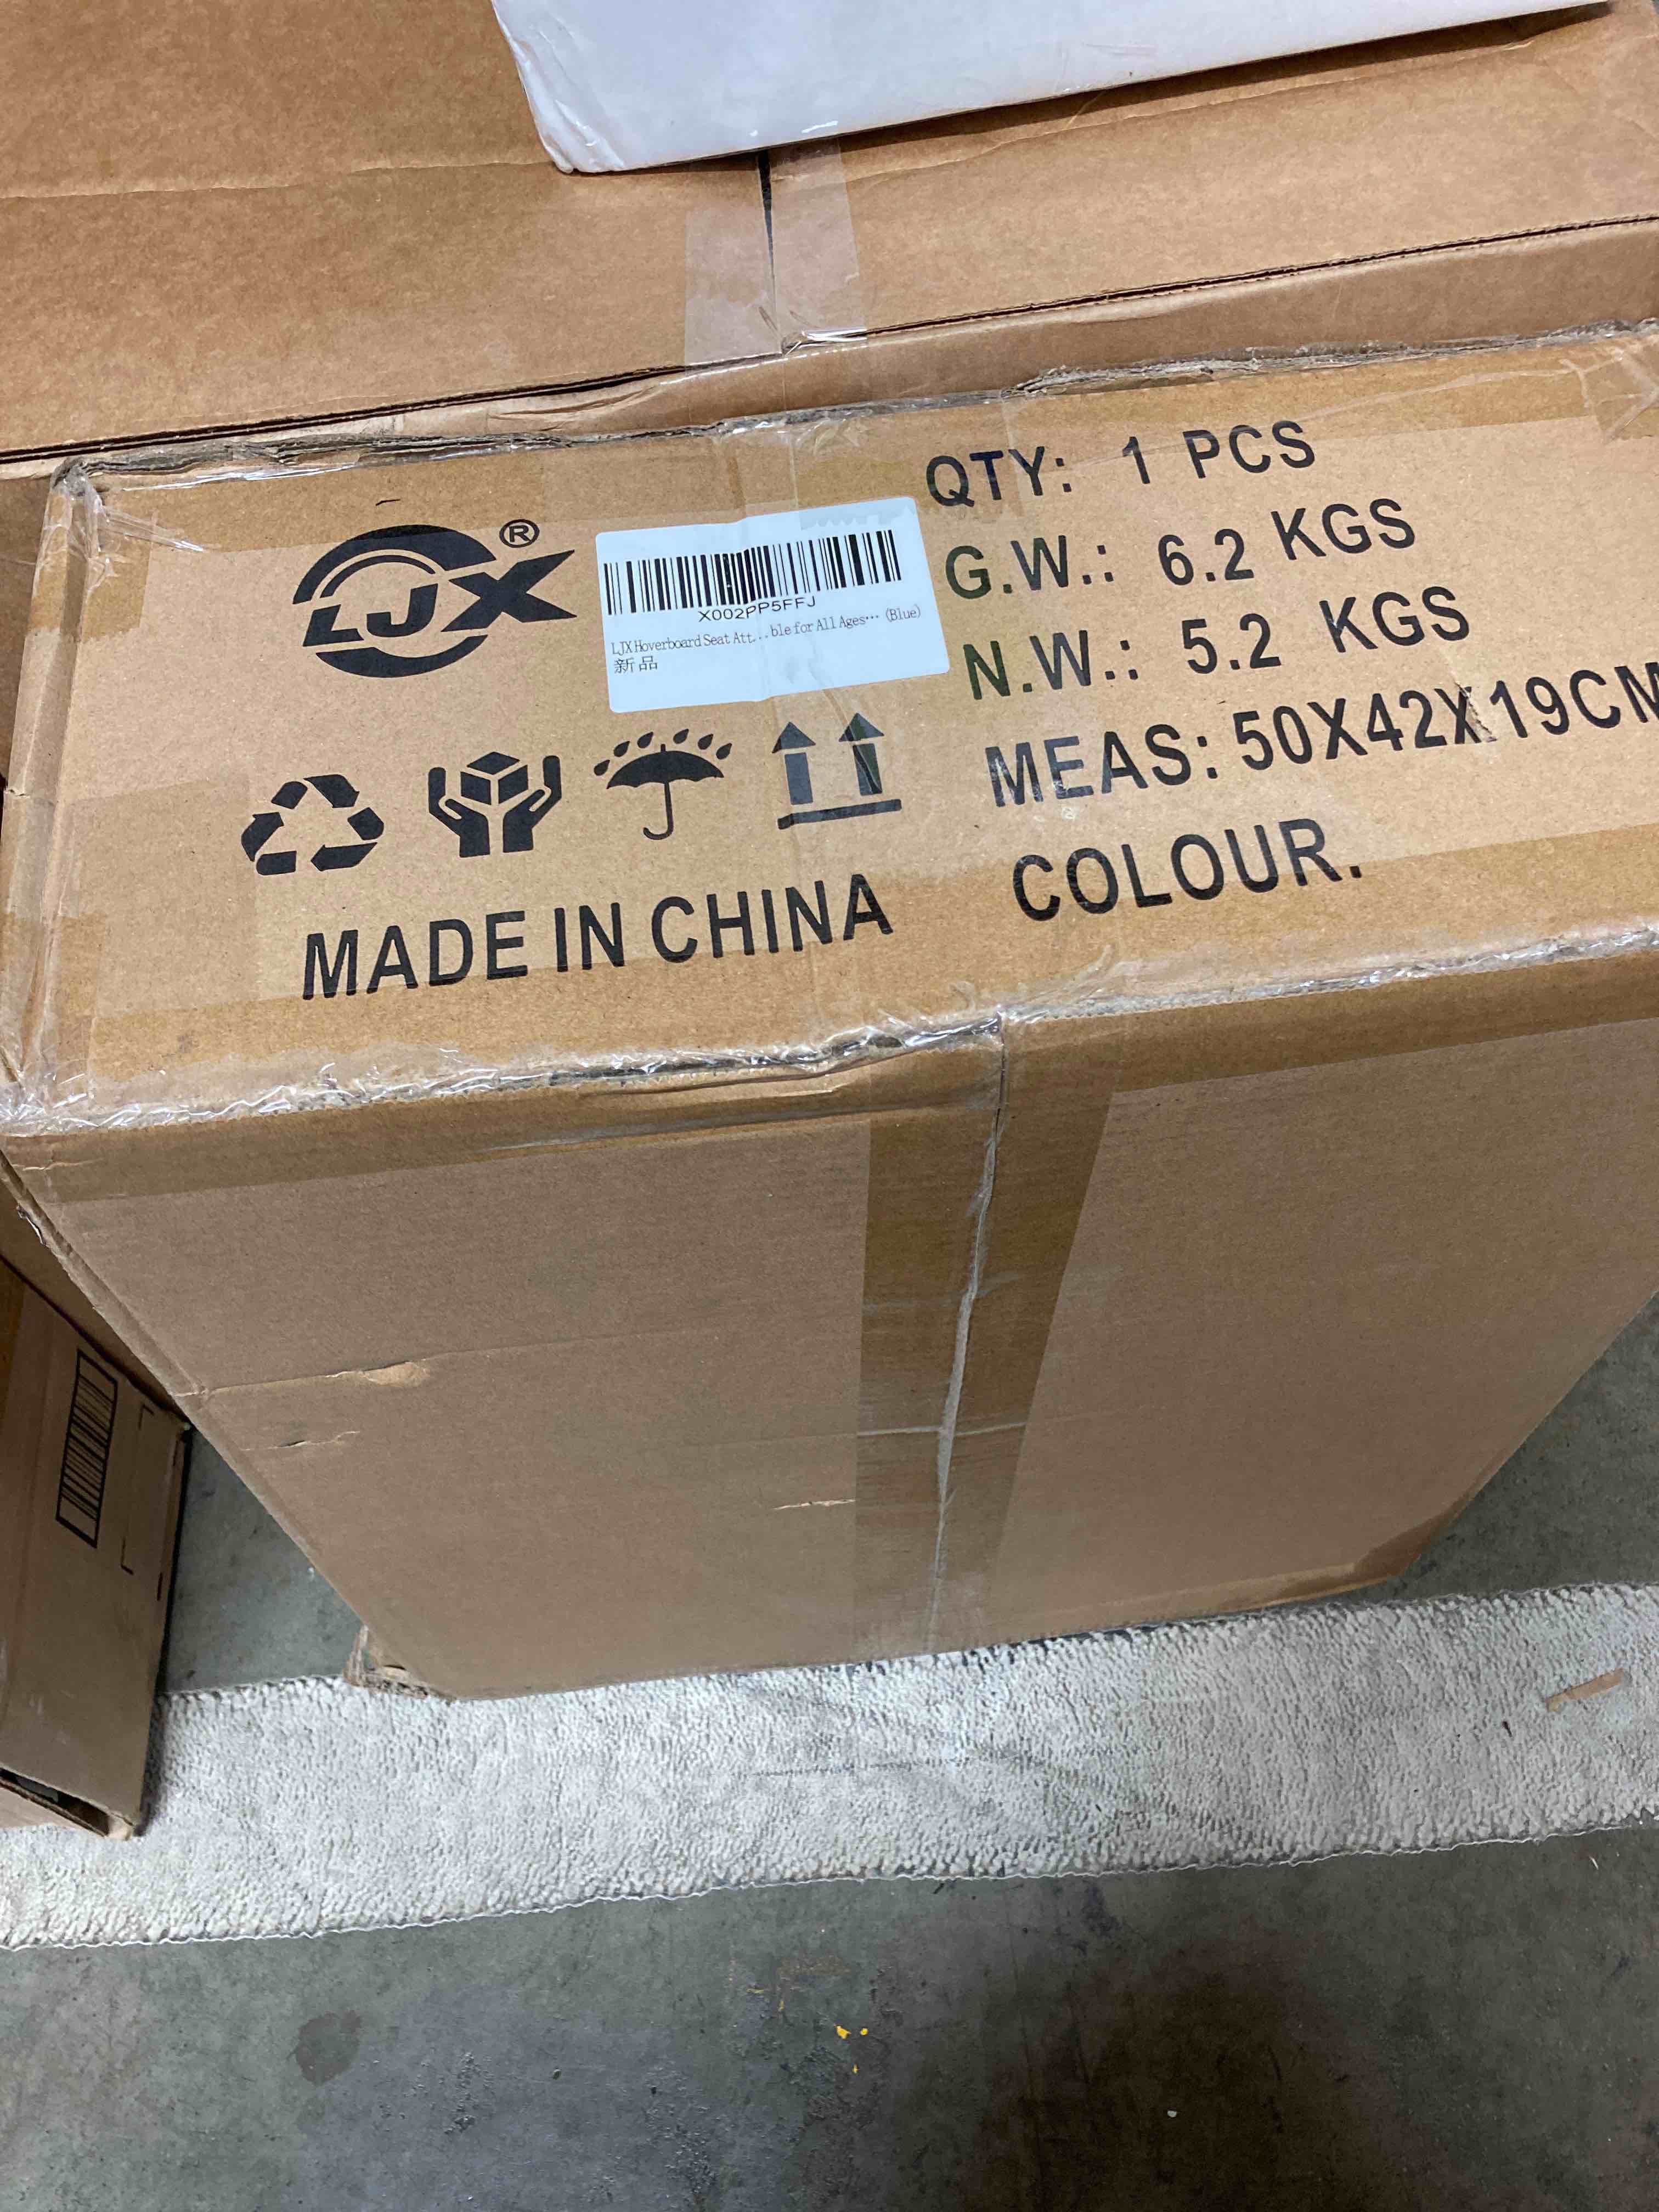 LJX®
X002PP5FFJ
LJX Hoverboard Seat Att...ble for All Ages··· (Blue)
新品
QTY: 1 PCS
G.W.: 6.2 KGS
N.W.: 5.2 KGS
MEAS: 50X42X19CM
COLOUR.
MADE IN CHINA